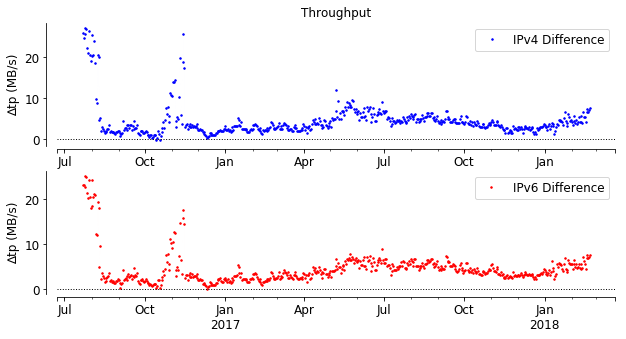 Throughput
IPv4 Difference
Δtp (MB/s)
20
10
0
Jul Oct Jan Apr Jul Oct Jan
IPv6 Difference
Δtp (MB/s)
20
10
0
Jul Oct Jan Apr Jul Oct Jan
2017 2018